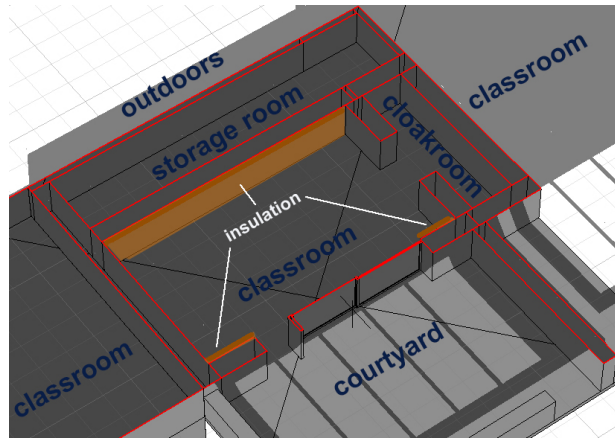 outdoors
classroom
storage room
cloakroom
insulation
classroom
classroom
courtyard